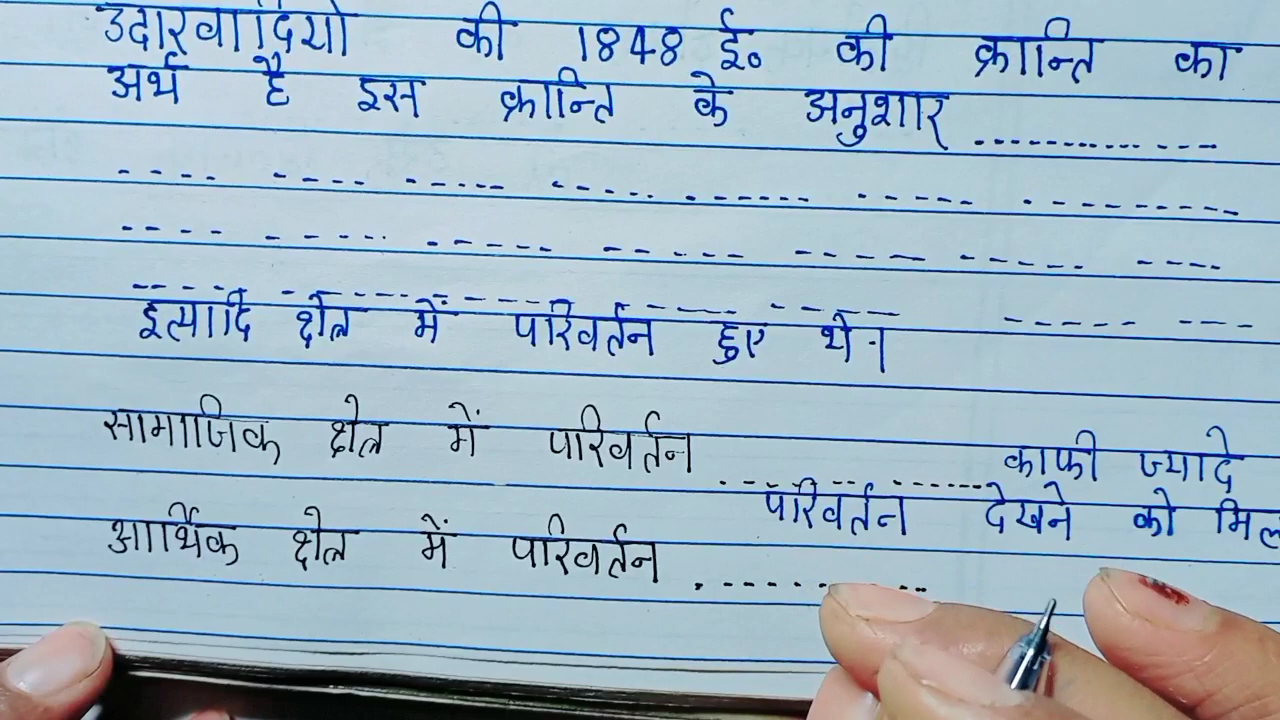 उदारवादियो की 1848 ई० की क्रान्ति का
अर्थ है इस क्रान्ति के अनुशार ...............
..............................
..............................
..............................
इत्यादि क्षेत्र में परिवर्तन हुए थे।
सामाजिक क्षेत्र में परिवर्तन ............... काफी ज्यादे
परिवर्तन देखने को मिल
आर्थिक क्षेत्र में परिवर्तन ...............